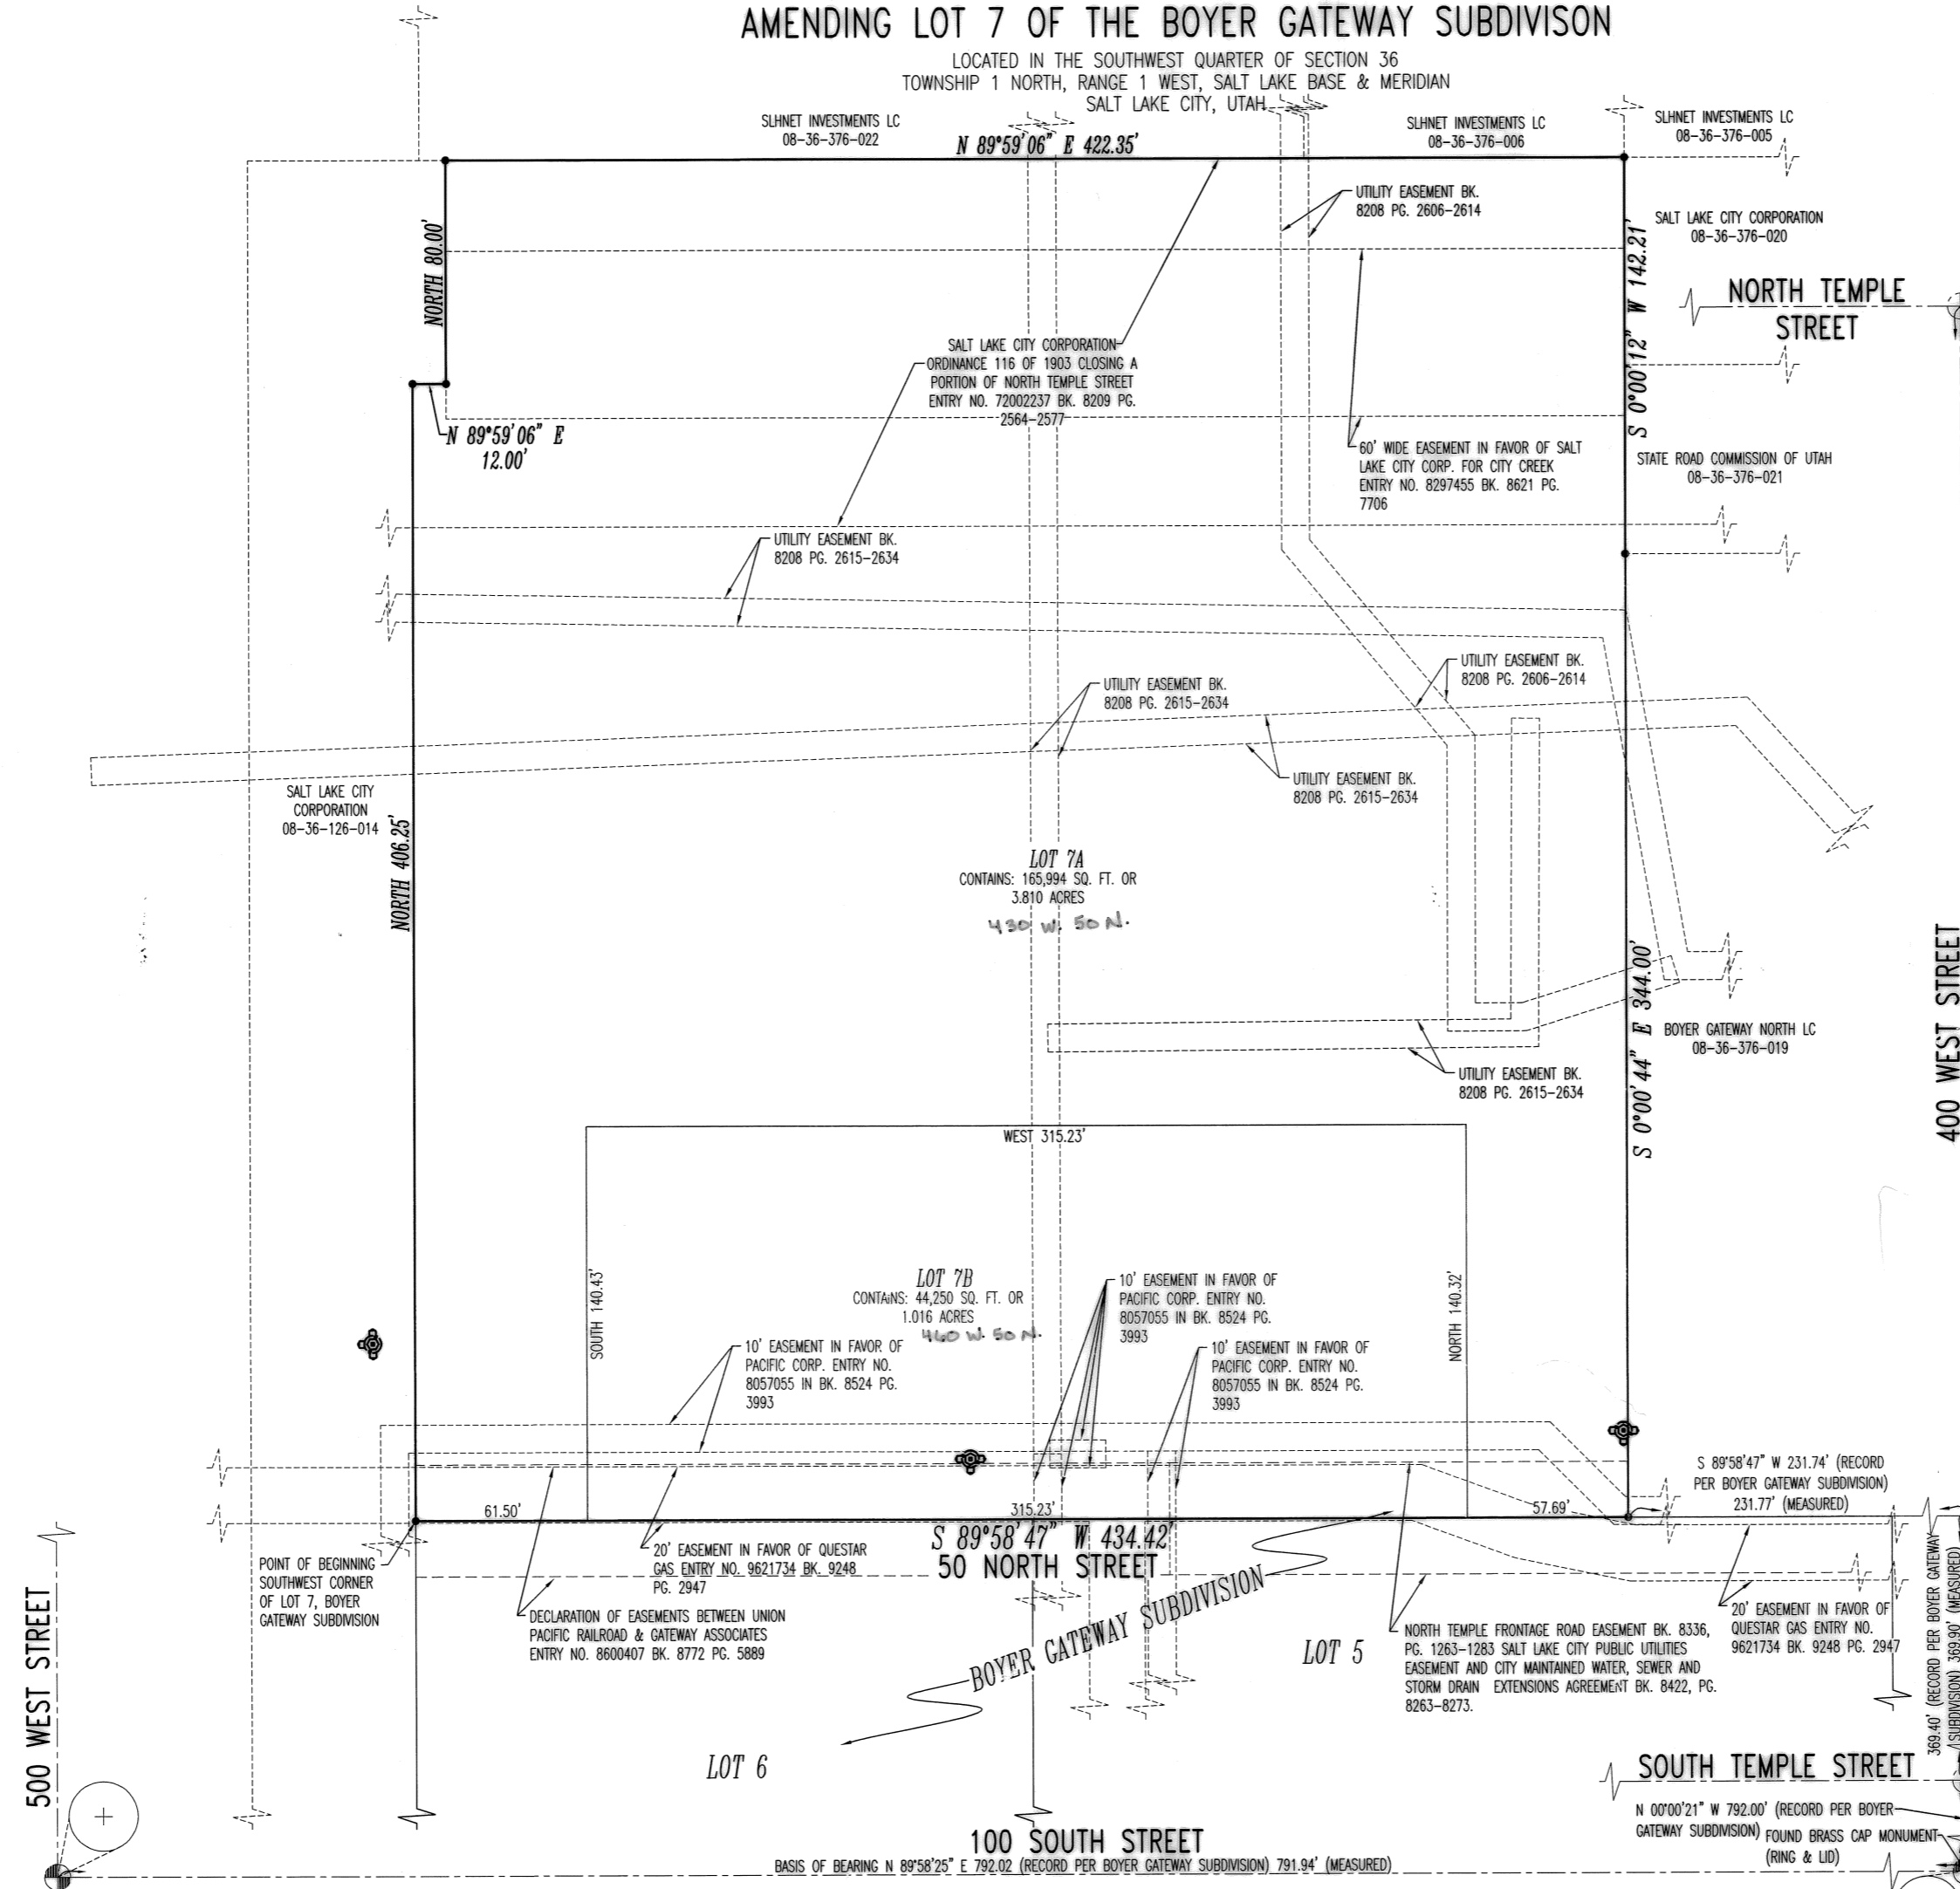 AMENDING LOT 7 OF THE BOYER GATEWAY SUBDIVISON
LOCATED IN THE SOUTHWEST QUARTER OF SECTION 36
TOWNSHIP 1 NORTH, RANGE 1 WEST, SALT LAKE BASE & MERIDIAN
SALT LAKE CITY, UTAH
SLHNET INVESTMENTS LC
08-36-376-022
N 89°59'06" E 422.35'
SLHNET INVESTMENTS LC
08-36-376-006
SLHNET INVESTMENTS LC
08-36-376-005
UTILITY EASEMENT BK.
8208 PG. 2606-2614
SALT LAKE CITY CORPORATION
08-36-376-020
NORTH 80.00'
S 0°00'12" W 142.21'
NORTH TEMPLE
STREET
SALT LAKE CITY CORPORATION
ORDINANCE 116 OF 1903 CLOSING A
PORTION OF NORTH TEMPLE STREET
ENTRY NO. 72002237 BK. 8209 PG.
2564-2577
N 89°59'06" E
12.00'
60' WIDE EASEMENT IN FAVOR OF SALT
LAKE CITY CORP. FOR CITY CREEK
ENTRY NO. 8297455 BK. 8621 PG.
7706
STATE ROAD COMMISSION OF UTAH
08-36-376-021
UTILITY EASEMENT BK.
8208 PG. 2615-2634
UTILITY EASEMENT BK.
8208 PG. 2606-2614
UTILITY EASEMENT BK.
8208 PG. 2615-2634
UTILITY EASEMENT BK.
8208 PG. 2615-2634
SALT LAKE CITY
CORPORATION
08-36-126-014
NORTH 406.25'
LOT 7A
CONTAINS: 165,994 SQ. FT. OR
3.810 ACRES
430 W. 50 N.
400 WEST STREET
S 0°00'44" E 344.00'
BOYER GATEWAY NORTH LC
08-36-376-019
UTILITY EASEMENT BK.
8208 PG. 2615-2634
WEST 315.23'
SOUTH 140.43'
NORTH 140.32'
LOT 7B
CONTAINS: 44,250 SQ. FT. OR
1.016 ACRES
460 W. 50 N.
10' EASEMENT IN FAVOR OF
PACIFIC CORP. ENTRY NO.
8057055 IN BK. 8524 PG.
3993
10' EASEMENT IN FAVOR OF
PACIFIC CORP. ENTRY NO.
8057055 IN BK. 8524 PG.
3993
10' EASEMENT IN FAVOR OF
PACIFIC CORP. ENTRY NO.
8057055 IN BK. 8524 PG.
3993
S 89°58'47" W 231.74' (RECORD
PER BOYER GATEWAY SUBDIVISION)
231.77' (MEASURED)
61.50'
315.23'
57.69'
S 89°58'47" W 434.42'
50 NORTH STREET
POINT OF BEGINNING
SOUTHWEST CORNER
OF LOT 7, BOYER
GATEWAY SUBDIVISION
20' EASEMENT IN FAVOR OF QUESTAR
GAS ENTRY NO. 9621734 BK. 9248
PG. 2947
DECLARATION OF EASEMENTS BETWEEN UNION
PACIFIC RAILROAD & GATEWAY ASSOCIATES
ENTRY NO. 8600407 BK. 8772 PG. 5889
BOYER GATEWAY SUBDIVISION
LOT 5
NORTH TEMPLE FRONTAGE ROAD EASEMENT BK. 8336,
PG. 1263-1283 SALT LAKE CITY PUBLIC UTILITIES
EASEMENT AND CITY MAINTAINED WATER, SEWER AND
STORM DRAIN EXTENSIONS AGREEMENT BK. 8422, PG.
8263-8273.
20' EASEMENT IN FAVOR OF
QUESTAR GAS ENTRY NO.
9621734 BK. 9248 PG. 2947
369.40' (RECORD PER BOYER GATEWAY
SUBDIVISION) 369.90' (MEASURED)
500 WEST STREET
LOT 6
SOUTH TEMPLE STREET
N 00°00'21" W 792.00' (RECORD PER BOYER
GATEWAY SUBDIVISION)
FOUND BRASS CAP MONUMENT
(RING & LID)
100 SOUTH STREET
BASIS OF BEARING N 89°58'25" E 792.02 (RECORD PER BOYER GATEWAY SUBDIVISION) 791.94' (MEASURED)